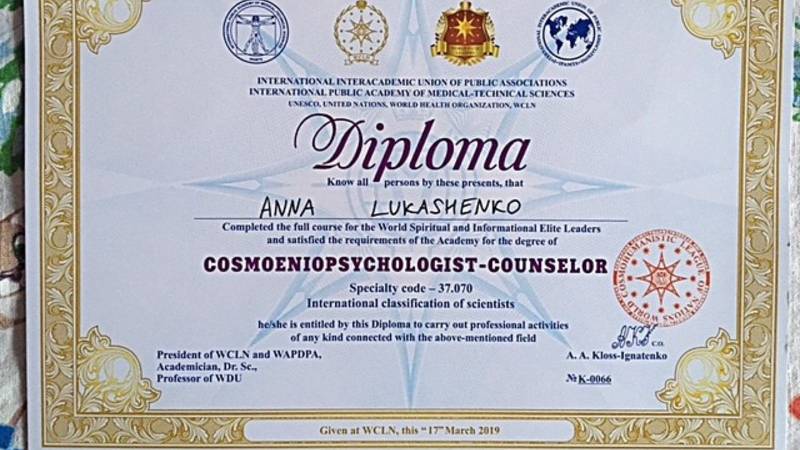 INTERNATIONAL INTERACADEMIC UNION OF PUBLIC ASSOCIATIONS
INTERNATIONAL PUBLIC ACADEMY OF MEDICAL-TECHNICAL SCIENCES
UNESCO, UNITED NATIONS, WORLD HEALTH ORGANIZATION, WCLN
Diploma
Know all persons by these presents, that
ANNA LUKASHENKO
Completed the full course for the World Spiritual and Informational Elite Leaders
and satisfied the requirements of the Academy for the degree of
COSMOENIOPSYCHOLOGIST-COUNSELOR
Specialty code – 37.070
International classification of scientists
he/she is entitled by this Diploma to carry out professional activities
of any kind connected with the above-mentioned field
WORLD COSMOHUMANISTIC LEAGUE OF NATIONS
c.o.
President of WCLN and WAPDPA,
Academician, Dr. Sc.,
Professor of WDU
A. A. Kloss-Ignatenko
№ K-0066
Given at WCLN, this “17” March 2019